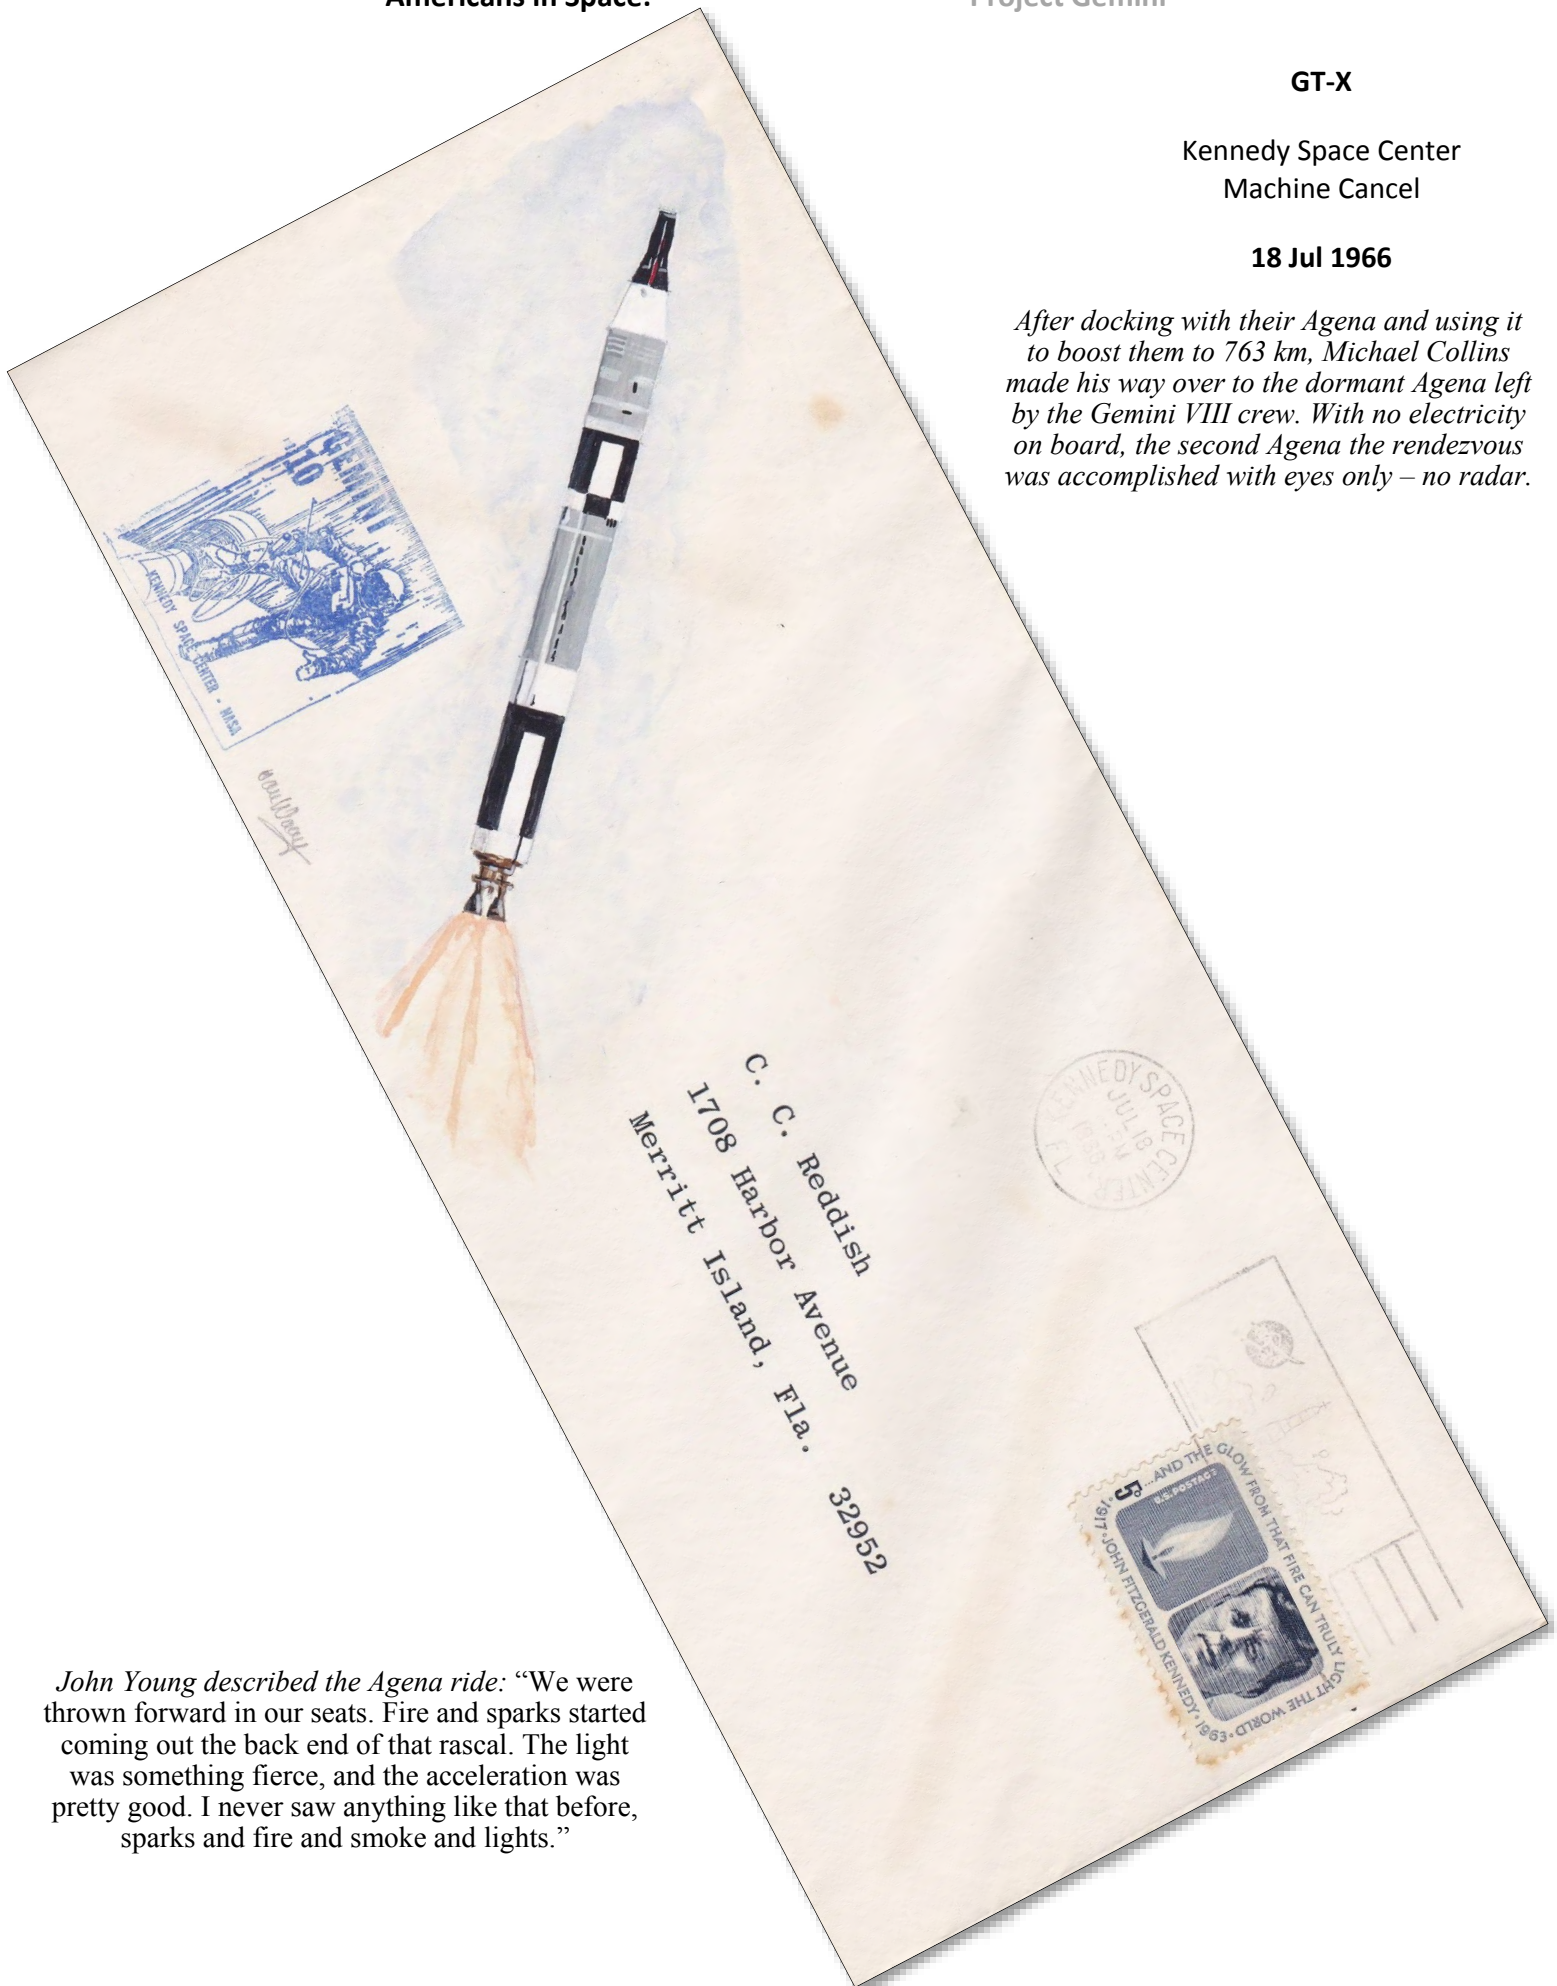 Americans in Space:
Project Gemini
GT-X
Kennedy Space Center
Machine Cancel
18 Jul 1966
After docking with their Agena and using it
to boost them to 763 km, Michael Collins
made his way over to the dormant Agena left
by the Gemini VIII crew. With no electricity
on board, the second Agena the rendezvous
was accomplished with eyes only – no radar.
GEMINI
10
KENNEDY SPACE CENTER • NASA
C. C. Reddish
1708 Harbor Avenue
Merritt Island, Fla. 32952
KENNEDY SPACE CENTER, FL
JUL 18
PM
1966
5¢
U.S. POSTAGE
...AND THE GLOW FROM THAT FIRE CAN TRULY LIGHT THE WORLD
1917•JOHN FITZGERALD KENNEDY•1963
John Young described the Agena ride: “We were
thrown forward in our seats. Fire and sparks started
coming out the back end of that rascal. The light
was something fierce, and the acceleration was
pretty good. I never saw anything like that before,
sparks and fire and smoke and lights.”